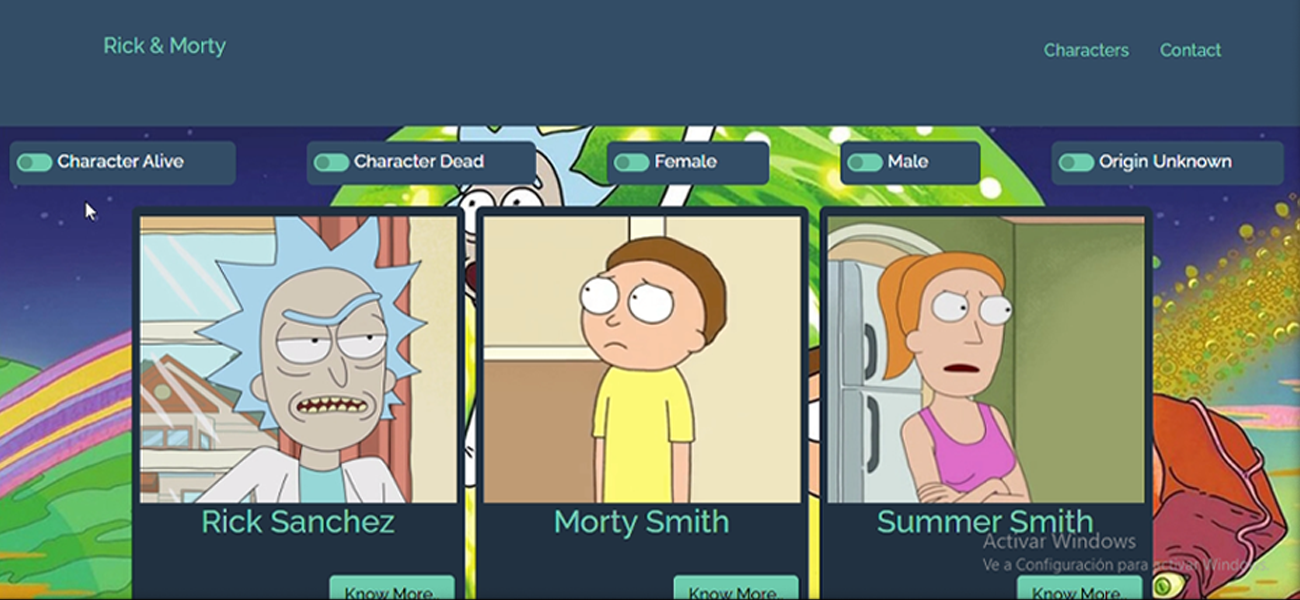 Rick & Morty
Characters Contact
Character Alive
Character Dead
Female
Male
Origin Unknown
Rick Sanchez
Morty Smith
Summer Smith
Activar Windows
Ve a Configuración para activar Windows.
Know More..
Know More..
Know More..